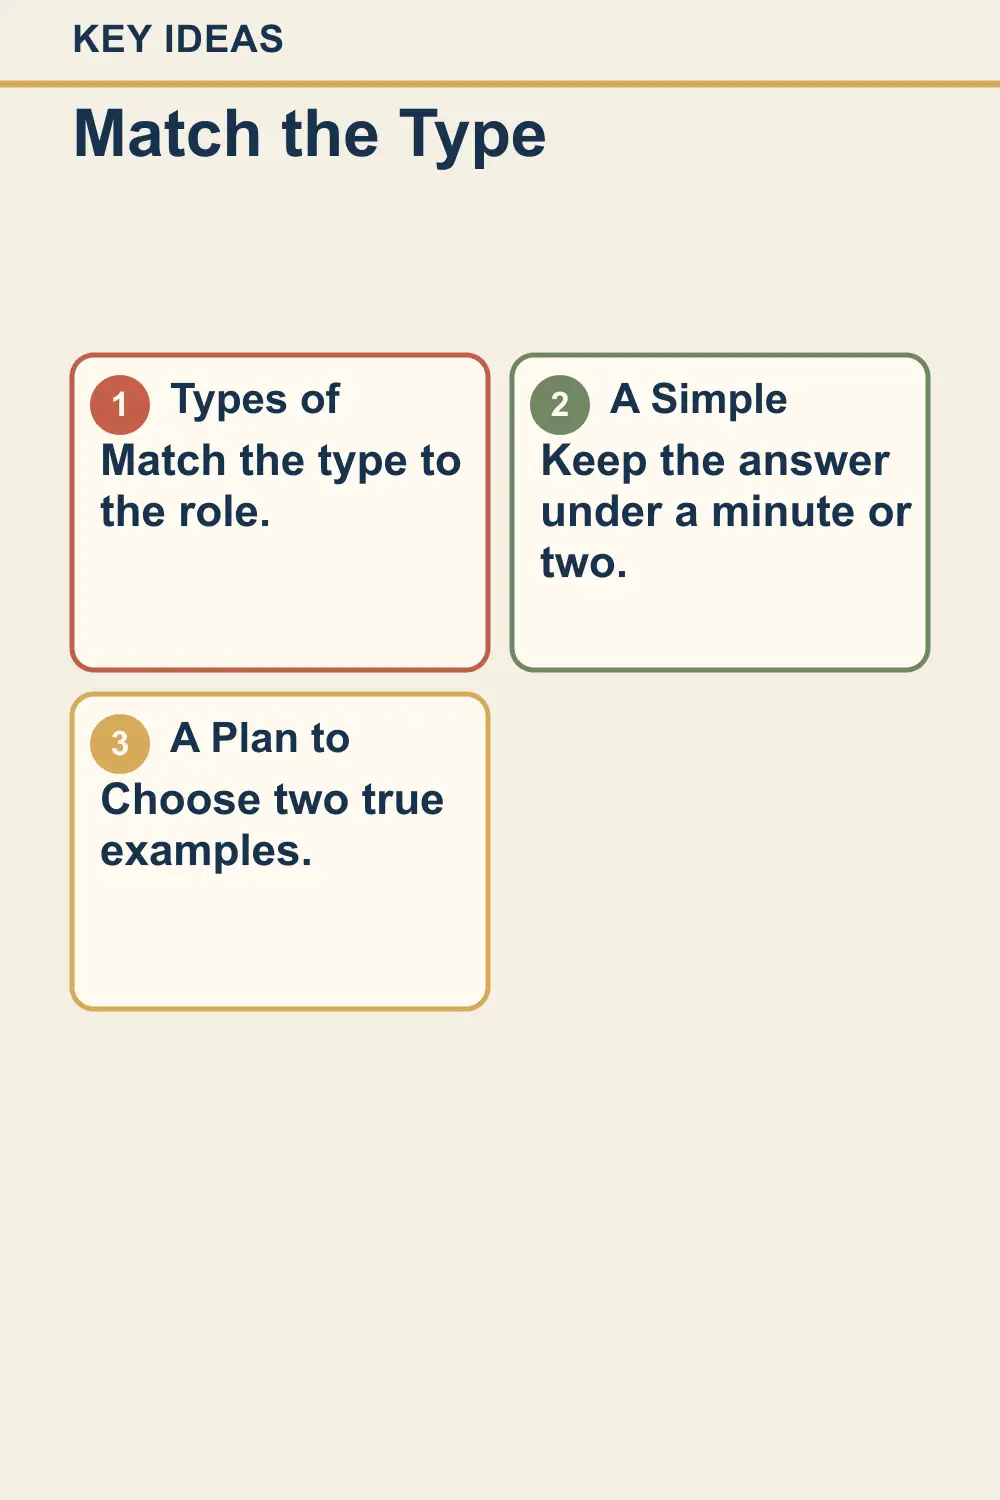 KEY IDEAS
Match the Type
1 Types of
Match the type to
the role.
2 A Simple
Keep the answer
under a minute or
two.
3 A Plan to
Choose two true
examples.